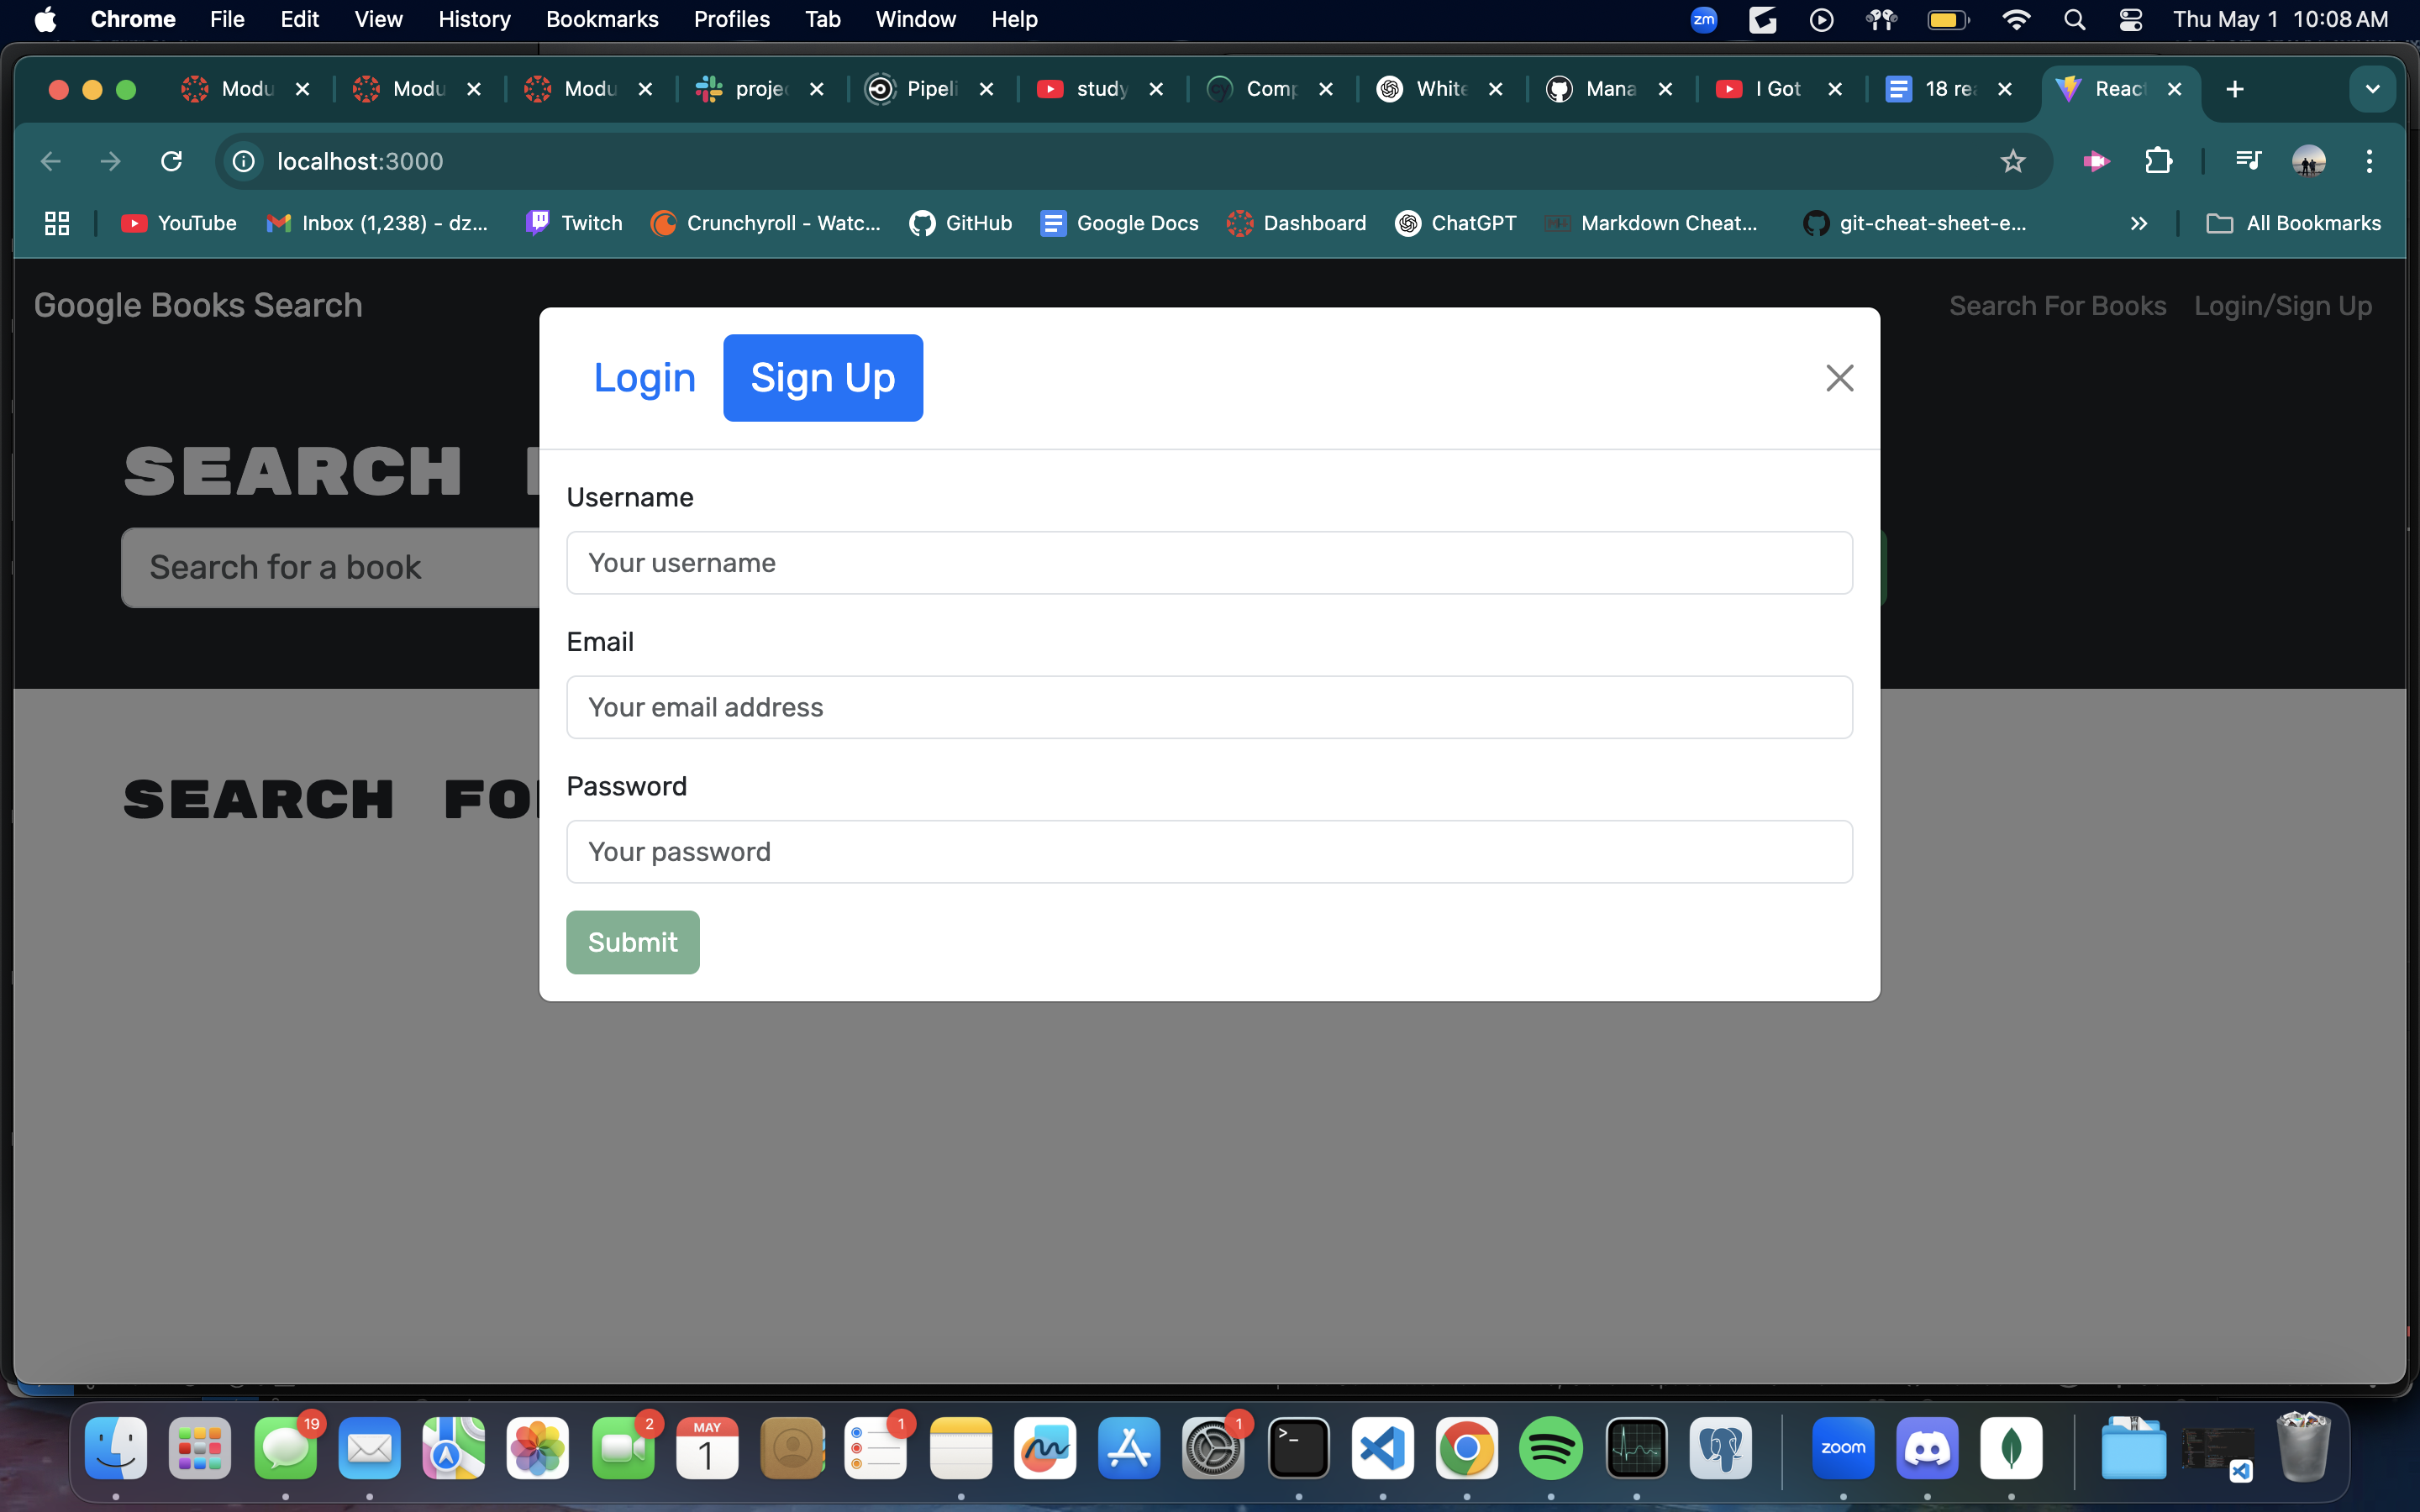 Chrome File Edit View History Bookmarks Profiles Tab Window Help zm Thu May 1 10:08 AM
Modu Modu Modu proje Pipeli study Comp White Mana I Got 18 rea React
localhost:3000
YouTube Inbox (1,238) - dz... Twitch Crunchyroll - Watc... GitHub Google Docs Dashboard ChatGPT Markdown Cheat... git-cheat-sheet-e... All Bookmarks
Google Books Search Search For Books Login/Sign Up
Login Sign Up
SEARCH
Username
Your username
Search for a book
Email
Your email address
Password
SEARCH FO
Your password
Submit
19 2 MAY 1 1 1 zoom